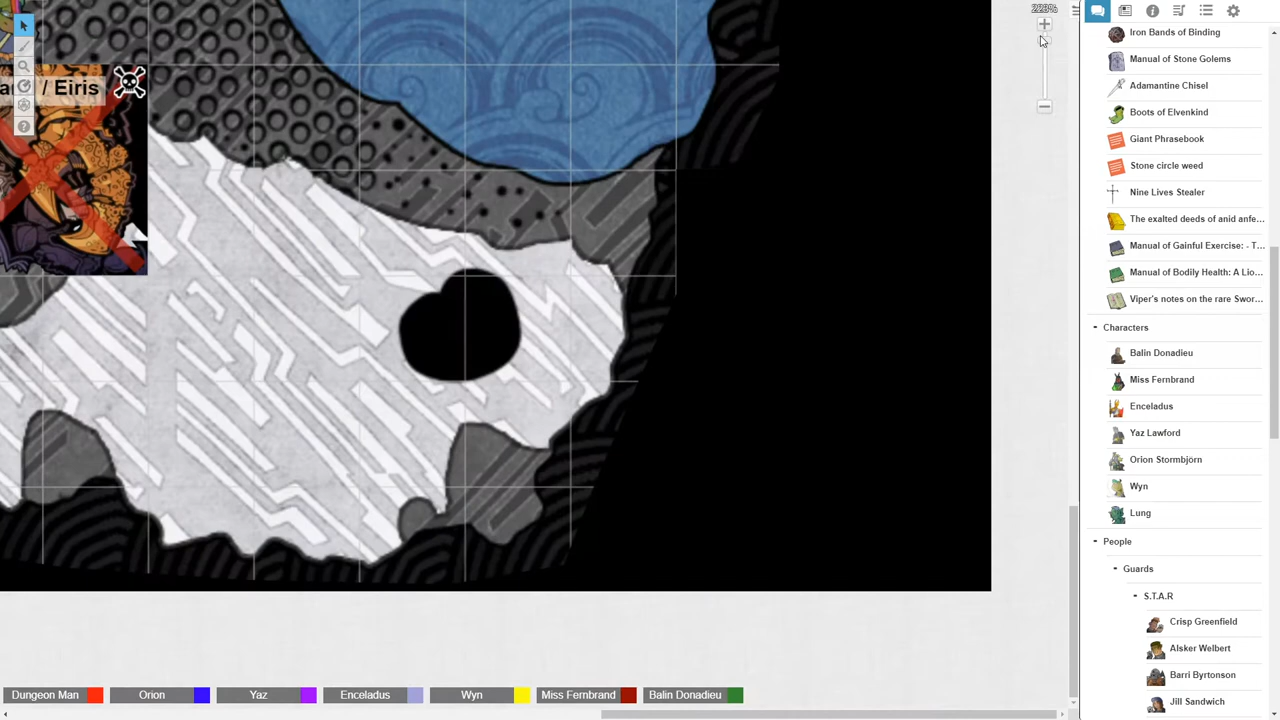 223%
/ Eiris
Iron Bands of Binding
Manual of Stone Golems
Adamantine Chisel
Boots of Elvenkind
Giant Phrasebook
Stone circle weed
Nine Lives Stealer
The exalted deeds of anid anfe...
Manual of Gainful Exercise: - T...
Manual of Bodily Health: A Lio...
Viper's notes on the rare Swor...
Characters
Balin Donadieu
Miss Fernbrand
Enceladus
Yaz Lawford
Orion Stormbjörn
Wyn
Lung
People
Guards
S.T.A.R
Crisp Greenfield
Alsker Welbert
Barri Byrtonson
Jill Sandwich
Dungeon Man
Orion
Yaz
Enceladus
Wyn
Miss Fernbrand
Balin Donadieu